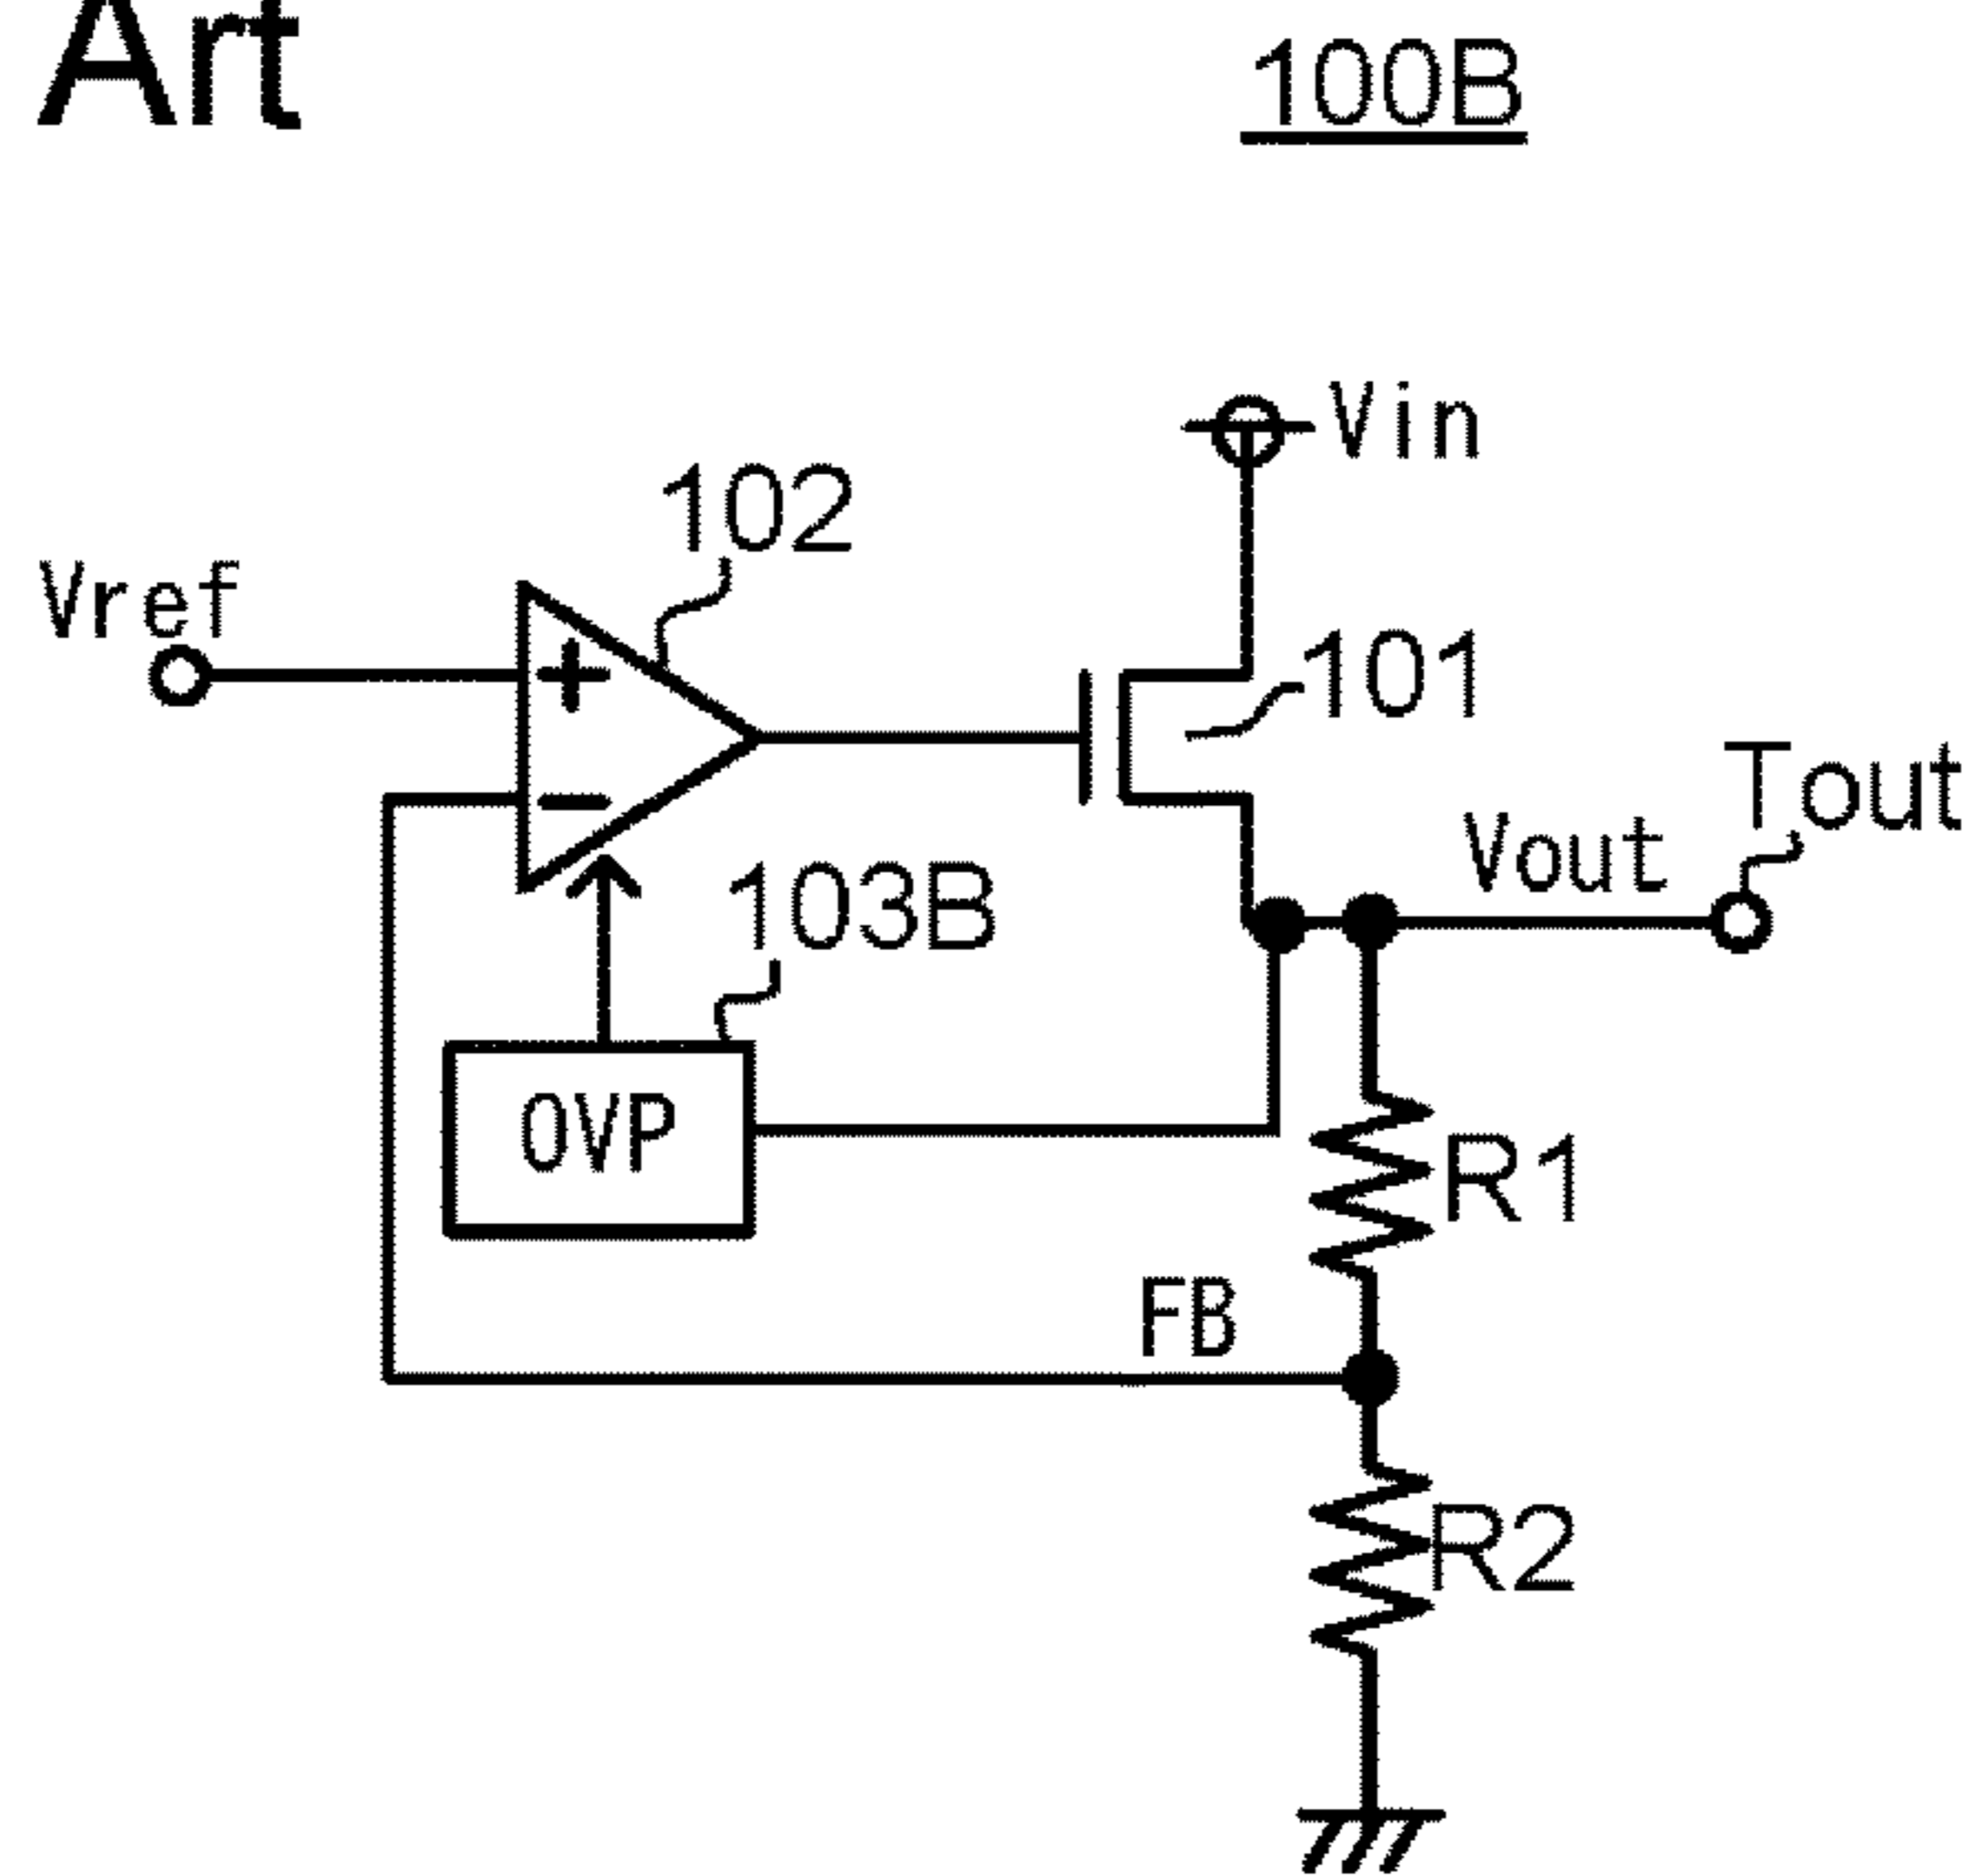 Art
100B
Vin
102
Vref
+
101
Tout
Vout
−
103B
OVP
R1
FB
R2